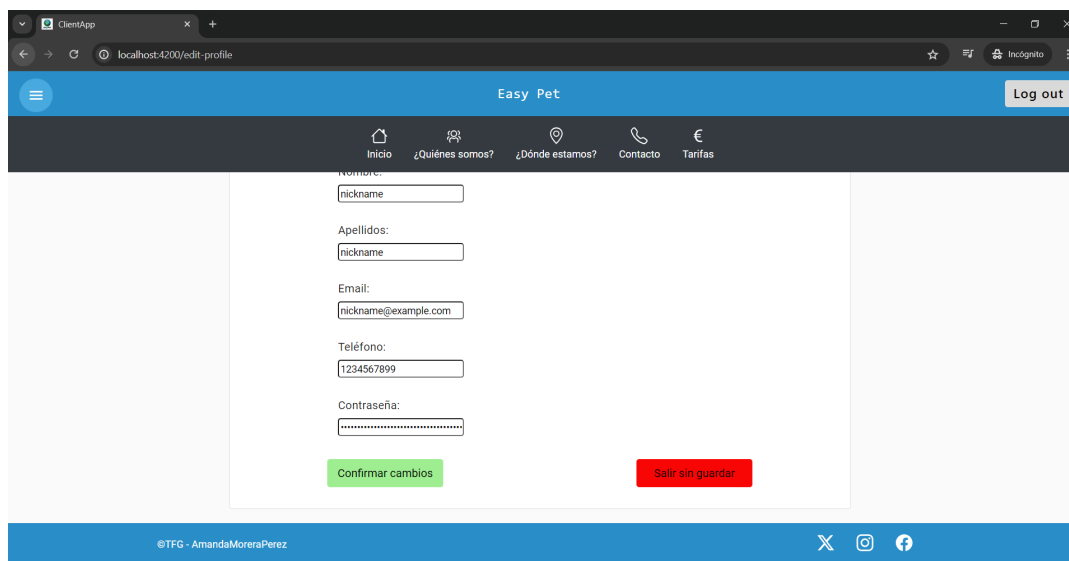 ClientApp
localhost:4200/edit-profile
Incógnito
Easy Pet
Log out
Inicio ¿Quiénes somos? ¿Dónde estamos? Contacto € Tarifas
Nombre:
nickname
Apellidos:
nickname
Email:
nickname@example.com
Teléfono:
1234567899
Contraseña:
Confirmar cambios Salir sin guardar
©TFG - AmandaMoreraPerez